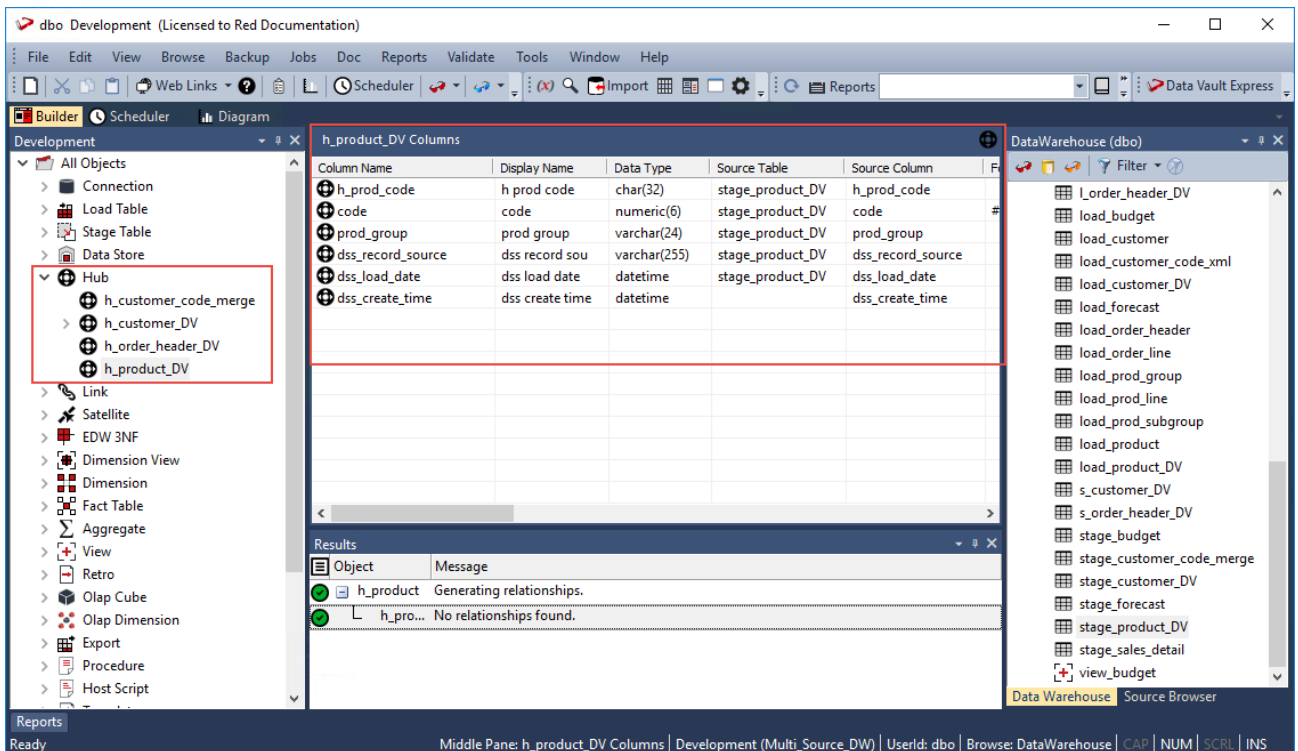 dbo Development (Licensed to Red Documentation)
File Edit View Browse Backup Jobs Doc Reports Validate Tools Window Help
Web Links Scheduler (x) Import Reports Data Vault Express
Builder Scheduler Diagram
Development
All Objects
Connection
Load Table
Stage Table
Data Store
Hub
h_customer_code_merge
h_customer_DV
h_order_header_DV
h_product_DV
Link
Satellite
EDW 3NF
Dimension View
Dimension
Fact Table
Aggregate
View
Retro
Olap Cube
Olap Dimension
Export
Procedure
Host Script
h_product_DV Columns
Column Name Display Name Data Type Source Table Source Column
h_prod_code h prod code char(32) stage_product_DV h_prod_code
code code numeric(6) stage_product_DV code #
prod_group prod group varchar(24) stage_product_DV prod_group
dss_record_source dss record sou varchar(255) stage_product_DV dss_record_source
dss_load_date dss load date datetime stage_product_DV dss_load_date
dss_create_time dss create time datetime dss_create_time
Results
Object Message
h_product Generating relationships.
h_pro... No relationships found.
DataWarehouse (dbo)
Filter
l_order_header_DV
load_budget
load_customer
load_customer_code_xml
load_customer_DV
load_forecast
load_order_header
load_order_line
load_prod_group
load_prod_line
load_prod_subgroup
load_product
load_product_DV
s_customer_DV
s_order_header_DV
stage_budget
stage_customer_code_merge
stage_customer_DV
stage_forecast
stage_product_DV
stage_sales_detail
view_budget
Data Warehouse Source Browser
Reports
Ready Middle Pane: h_product_DV Columns Development (Multi_Source_DW) UserId: dbo Browse: DataWarehouse CAP NUM SCRL INS